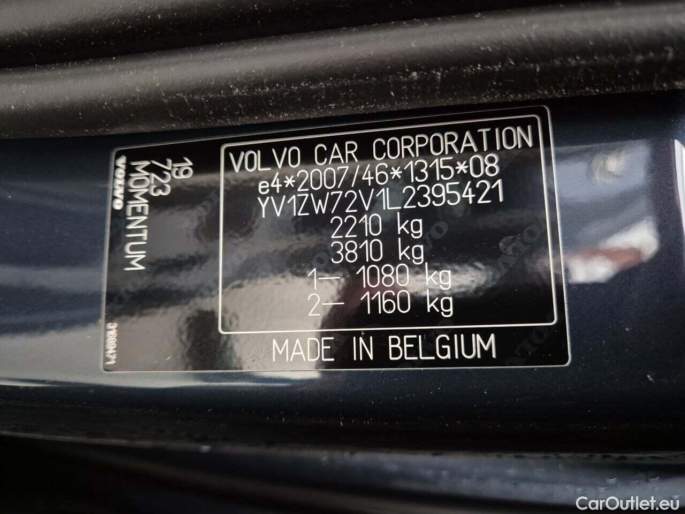 VOLVO CAR CORPORATION
e4*2007/46*1315*08
YV1ZW72V1L2395421
2210 kg
3810 kg
1– 1080 kg
2– 1160 kg
MADE IN BELGIUM
19
723
MOMENTUM
VOLVO
CarOutlet.eu